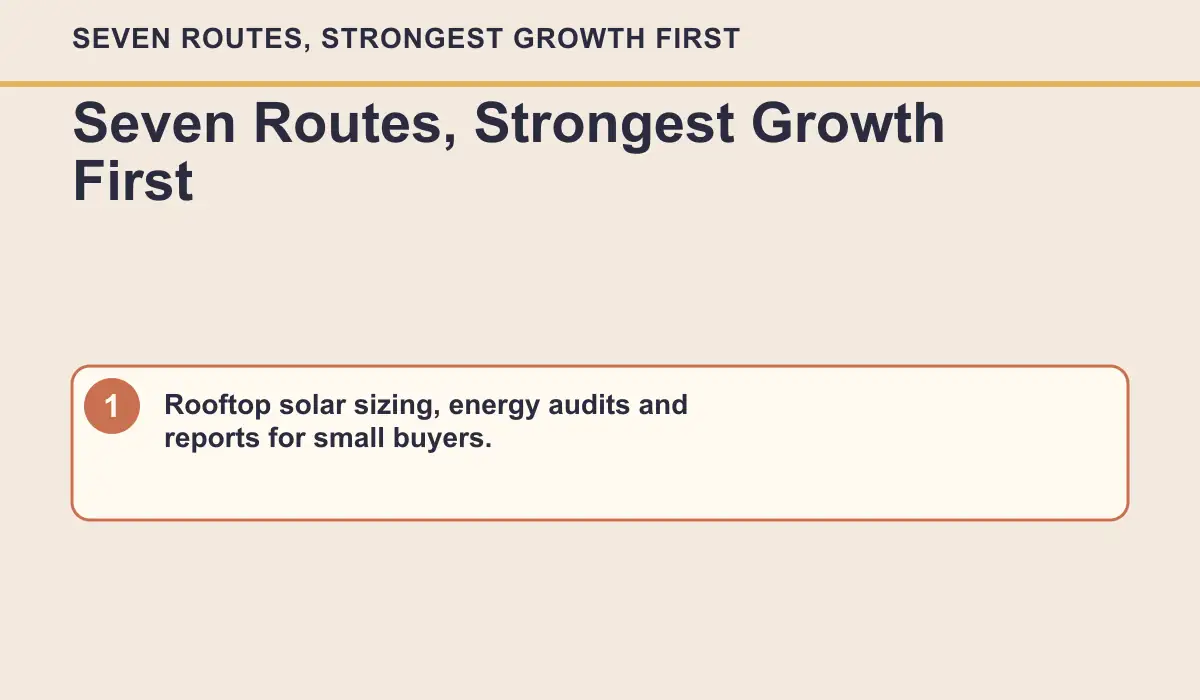 SEVEN ROUTES, STRONGEST GROWTH FIRST
Seven Routes, Strongest Growth
First
1
Rooftop solar sizing, energy audits and
reports for small buyers.